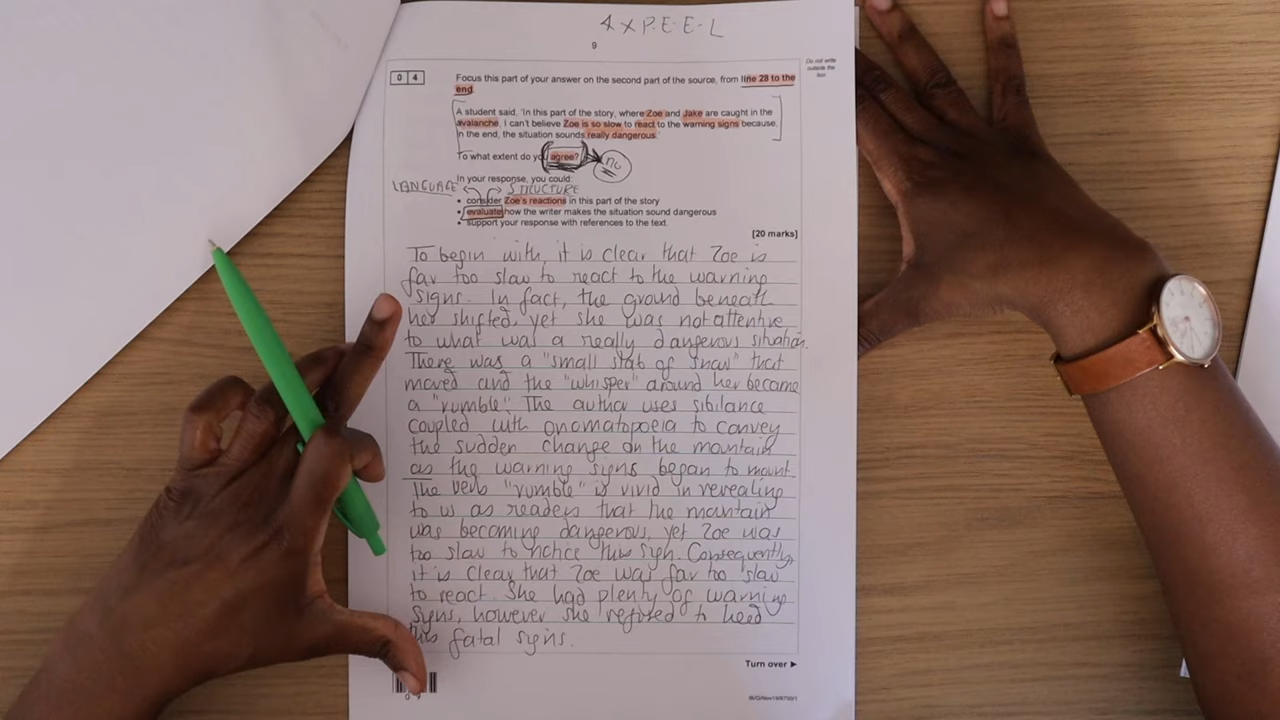 4 x P.E.E.L
9
Do not write
outside the
box
0 4
Focus this part of your answer on the second part of the source, from line 28 to the
end.
A student said, 'In this part of the story, where Zoe and Jake are caught in the
avalanche, I can't believe Zoe is so slow to react to the warning signs because,
in the end, the situation sounds really dangerous.'
To what extent do you agree? no
In your response, you could:
LANGUAGE STRUCTURE
• consider Zoe's reactions in this part of the story
• evaluate how the writer makes the situation sound dangerous
• support your response with references to the text.
[20 marks]
To begin with, it is clear that Zoe is
far too slow to react to the warning
signs. In fact, the ground beneath
her shifted, yet she was not attentive
to what was a really dangerous situation.
There was a "small slab of snow" that
moved and the "whisper" around her became
a "rumble". The author uses sibilance
coupled with onomatopoeia to convey
the sudden change on the mountain
as the warning signs began to mount.
The verb "rumble" is vivid in revealing
to us as readers that the mountain
was becoming dangerous, yet Zoe was
too slow to notice this sign. Consequently,
it is clear that Zoe was far too slow
to react. She had plenty of warning
signs, however she refused to heed
fatal signs.
Turn over ►
IB/G/Nov19/8700/1